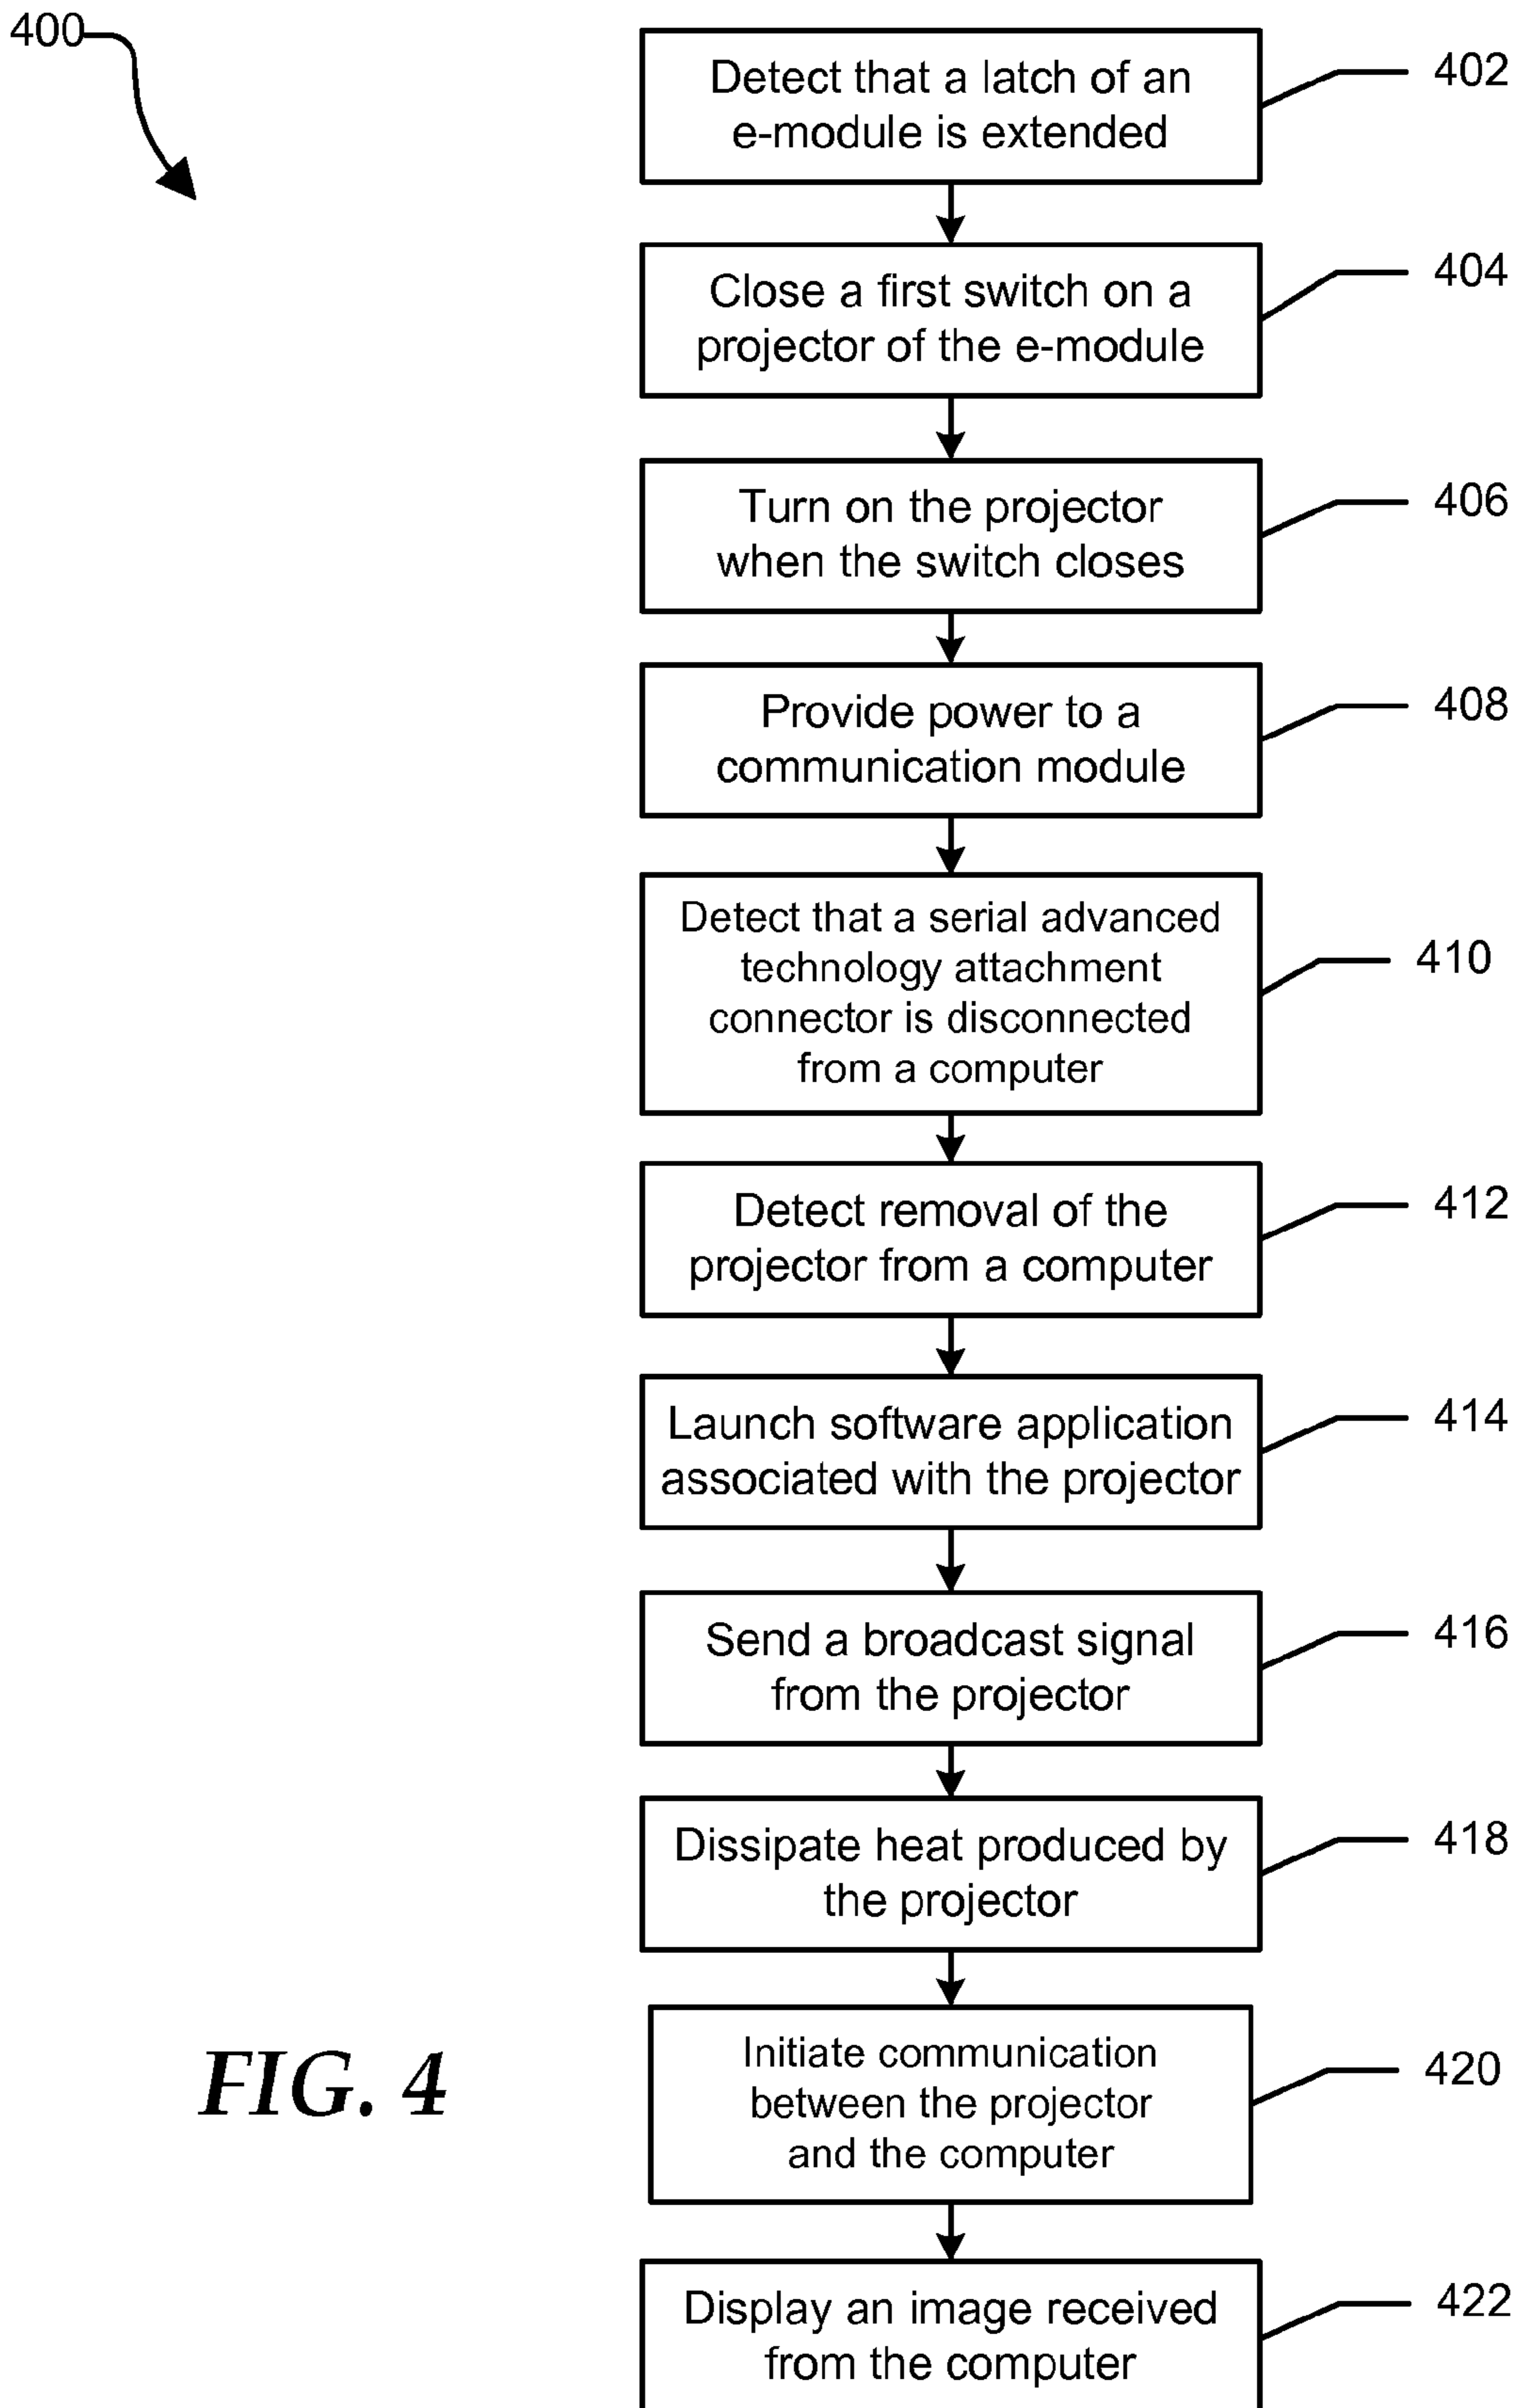 400
Detect that a latch of an
e-module is extended
402
Close a first switch on a
projector of the e-module
404
Turn on the projector
when the switch closes
406
Provide power to a
communication module
408
Detect that a serial advanced
technology attachment
connector is disconnected
from a computer
410
Detect removal of the
projector from a computer
412
Launch software application
associated with the projector
414
Send a broadcast signal
from the projector
416
Dissipate heat produced by
the projector
418
Initiate communication
between the projector
and the computer
420
FIG. 4
Display an image received
from the computer
422